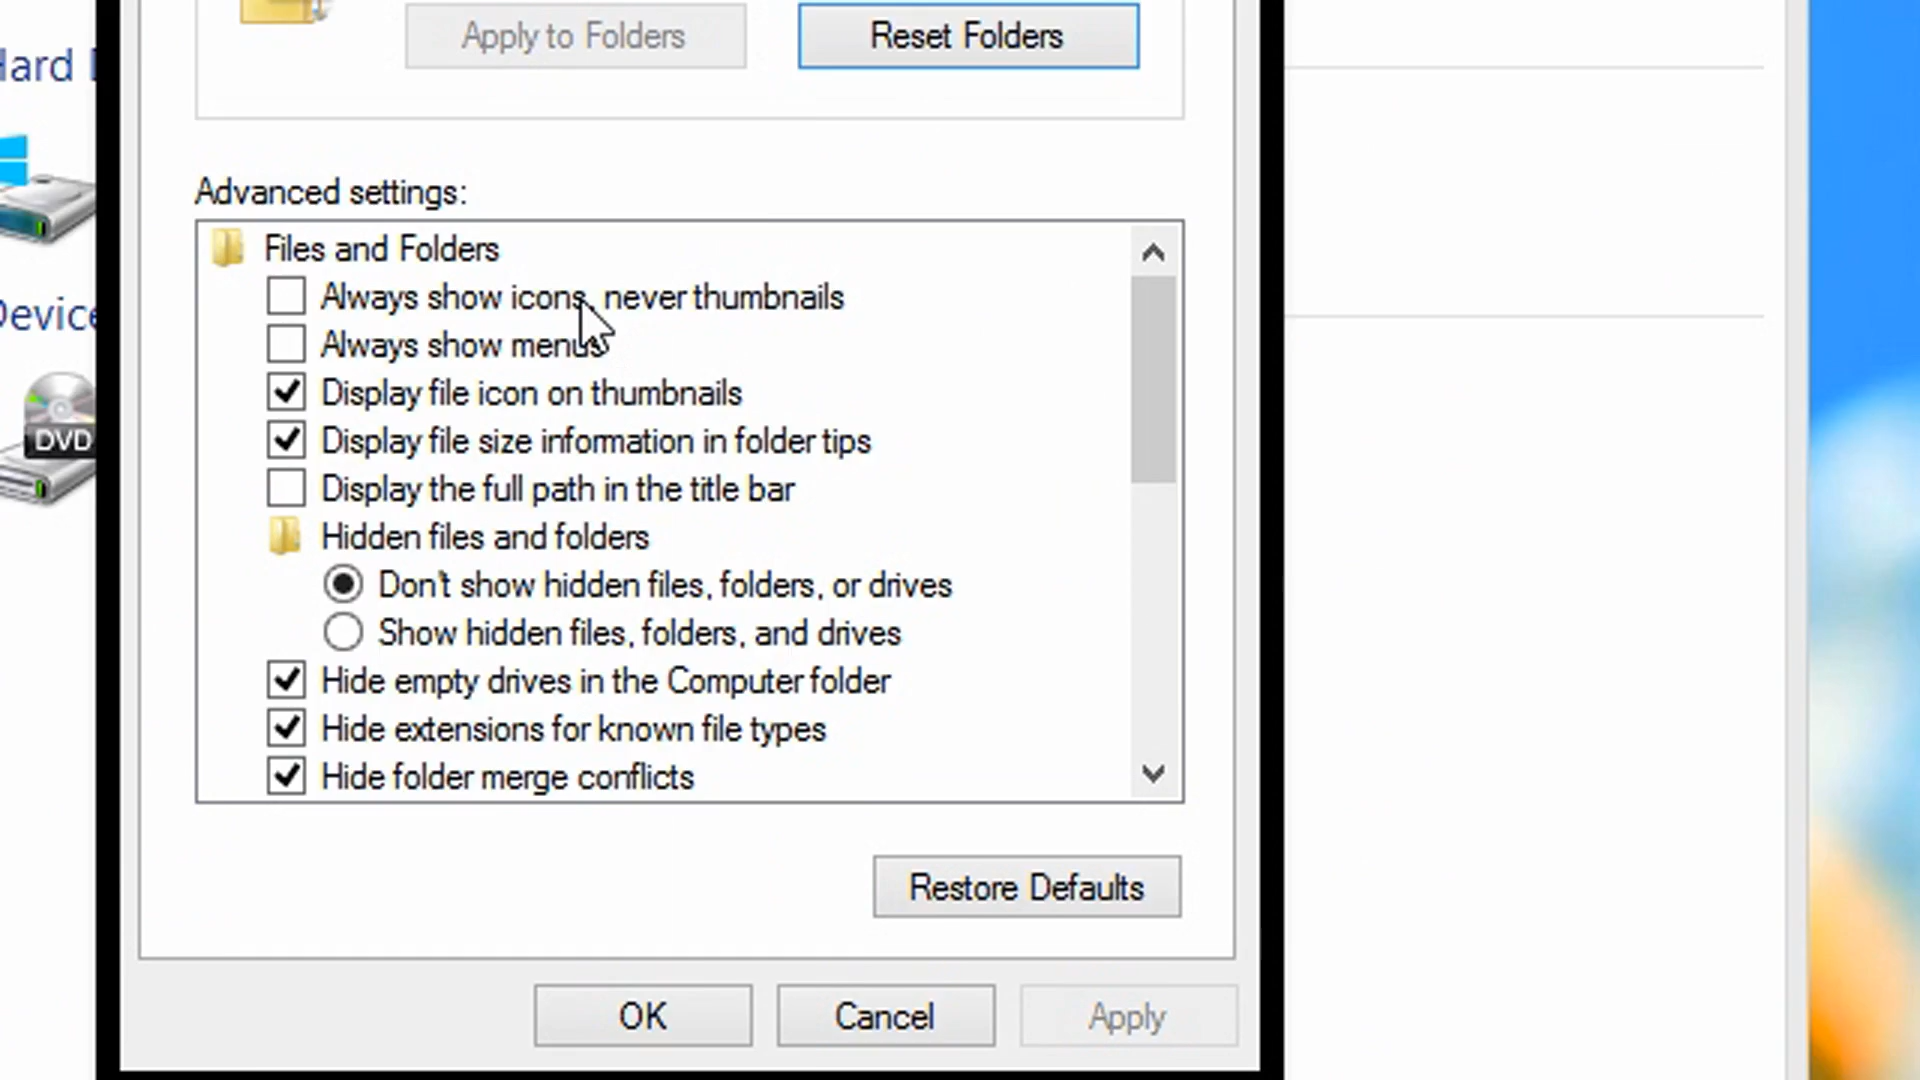 Apply to Folders
Reset Folders
Hard
Advanced settings:
Files and Folders
Always show icons, never thumbnails
Always show menus
Device
Display file icon on thumbnails
DVD
Display file size information in folder tips
Display the full path in the title bar
Hidden files and folders
Don't show hidden files, folders, or drives
Show hidden files, folders, and drives
Hide empty drives in the Computer folder
Hide extensions for known file types
Hide folder merge conflicts
Restore Defaults
OK
Cancel
Apply